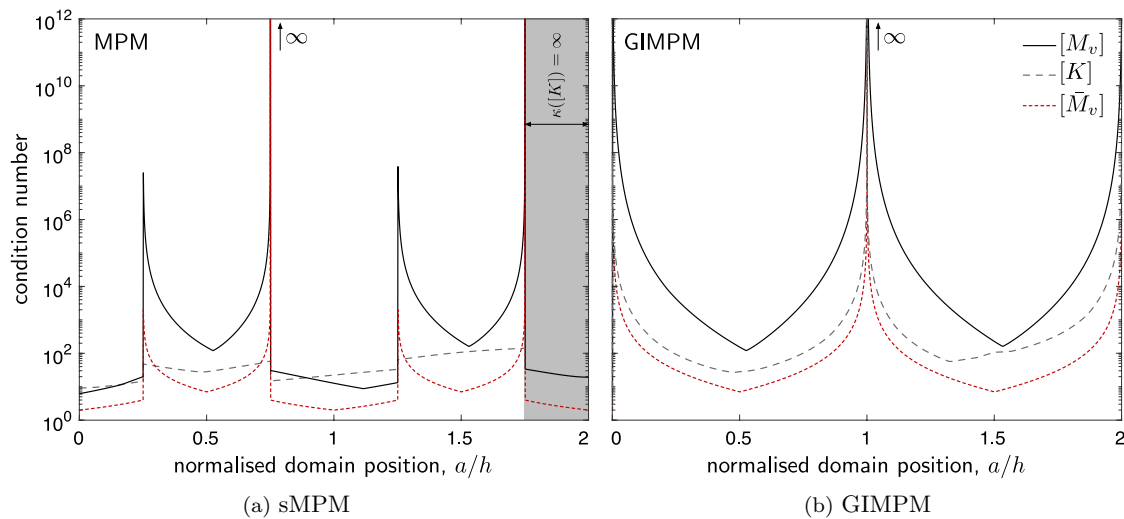 MPM
↑∞
κ([K]) = ∞
10^12
10^10
10^8
10^6
10^4
10^2
10^0
condition number
0 0.5 1 1.5 2
normalised domain position, a/h
(a) sMPM
GIMPM
↑∞
[M_v]
[K]
[M̄_v]
0 0.5 1 1.5 2
normalised domain position, a/h
(b) GIMPM